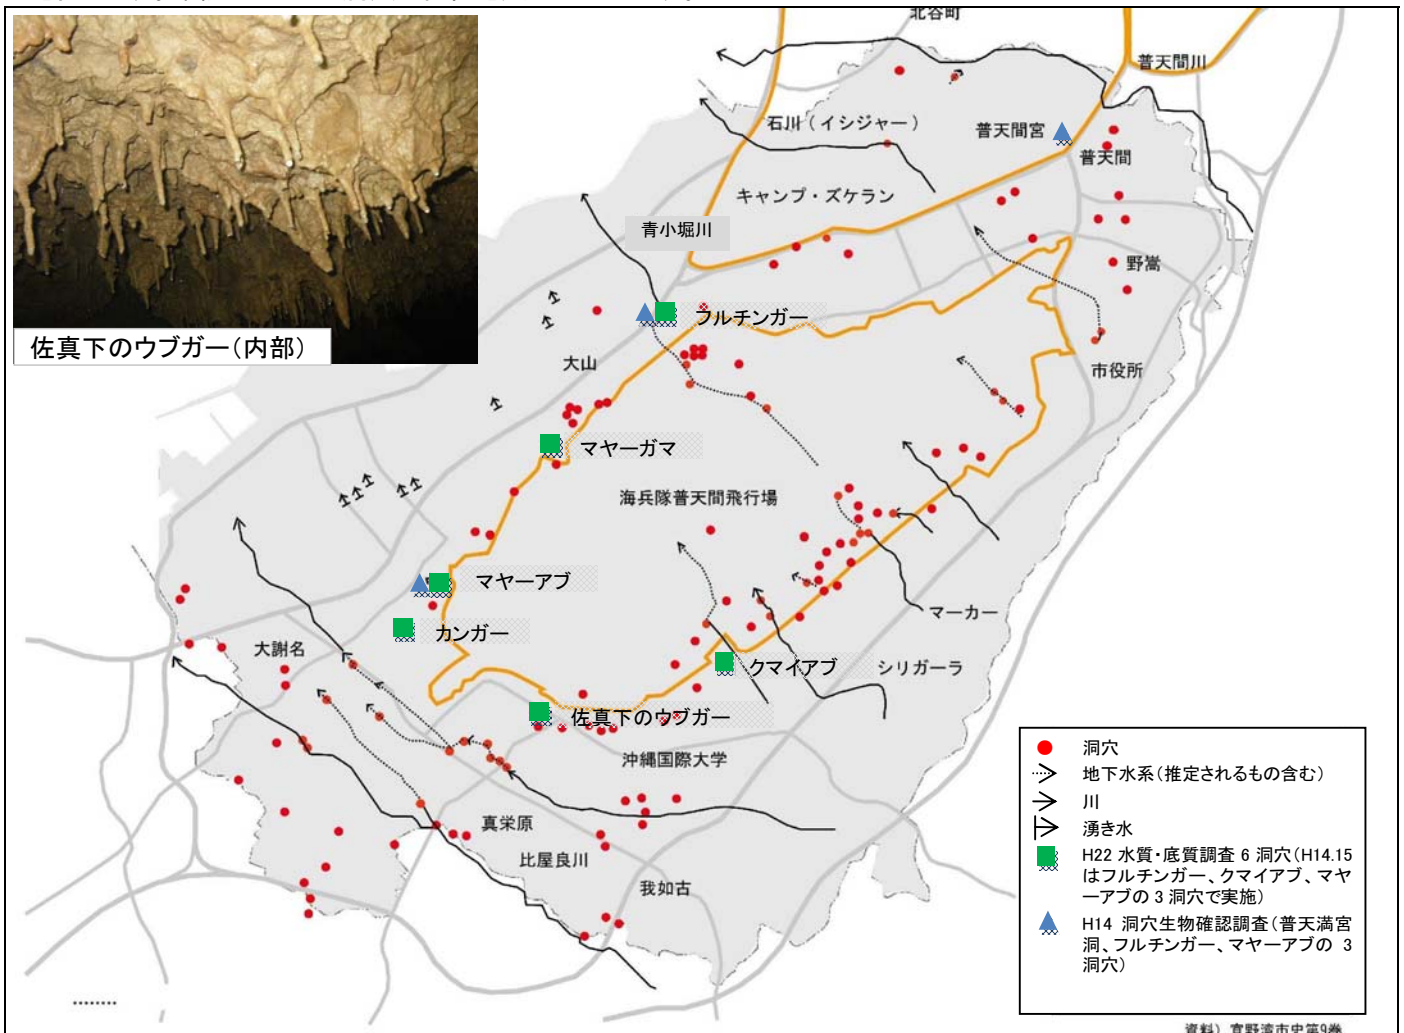 北谷町
普天間川
石川（イシジャー）
普天間宮
普天間
キャンプ・ズケラン
青小堀川
野嵩
フルチンガー
佐真下のウブガー（内部）
大山
市役所
マヤーガマ
海兵隊普天間飛行場
マヤーアブ
マーカー
カンガー
大謝名
クマイアブ
シリガーラ
佐真下のウブガー
沖縄国際大学
真栄原
比屋良川
我如古
洞穴
地下水系（推定されるもの含む）
川
湧き水
H22 水質・底質調査 6 洞穴（H14.15
はフルチンガー、クマイアブ、マヤ
ーアブの 3 洞穴で実施）
H14 洞穴生物確認調査（普天満宮
洞、フルチンガー、マヤーアブの 3
洞穴）
資料）宜野湾市史第9巻